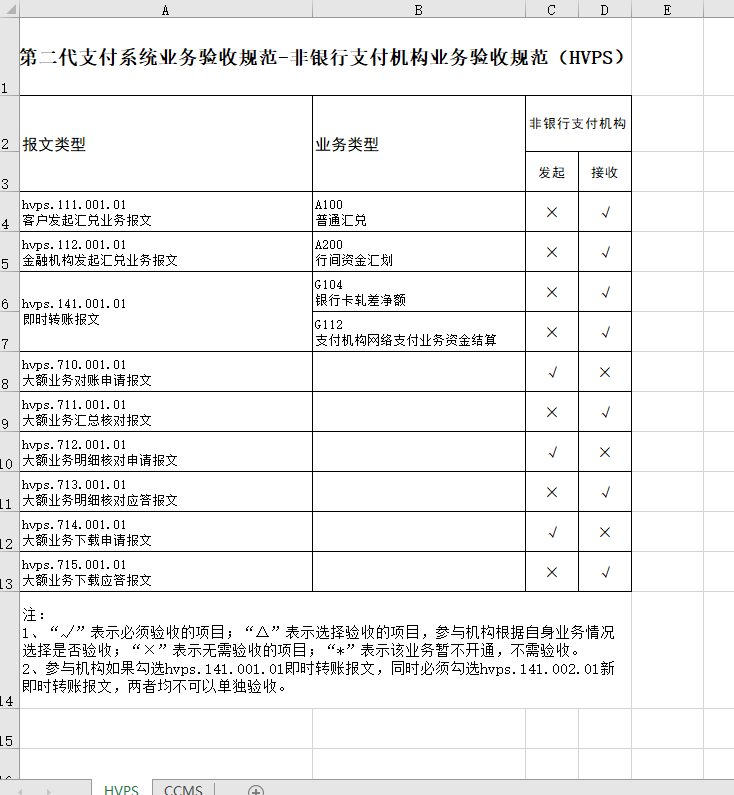 A B C D E
1 第二代支付系统业务验收规范-非银行支付机构业务验收规范（HVPS）
2 报文类型 业务类型 非银行支付机构
3 发起 接收
4 hvps.111.001.01 A100 × √
客户发起汇兑业务报文 普通汇兑
5 hvps.112.001.01 A200 × √
金融机构发起汇兑业务报文 行间资金汇划
6 hvps.141.001.01 G104 × √
即时转账报文 银行卡轧差净额
7 G112 × √
支付机构网络支付业务资金结算
8 hvps.710.001.01 √ ×
大额业务对账申请报文
9 hvps.711.001.01 × √
大额业务汇总核对报文
10 hvps.712.001.01 √ ×
大额业务明细核对申请报文
11 hvps.713.001.01 × √
大额业务明细核对应答报文
12 hvps.714.001.01 √ ×
大额业务下载申请报文
13 hvps.715.001.01 × √
大额业务下载应答报文
注：
1、“√”表示必须验收的项目；“△”表示选择验收的项目，参与机构根据自身业务情况
选择是否验收；“×”表示无需验收的项目；“*”表示该业务暂不开通，不需验收。
2、参与机构如果勾选hvps.141.001.01即时转账报文，同时必须勾选hvps.141.002.01新
即时转账报文，两者均不可以单独验收。
14
15
HVPS CCMS